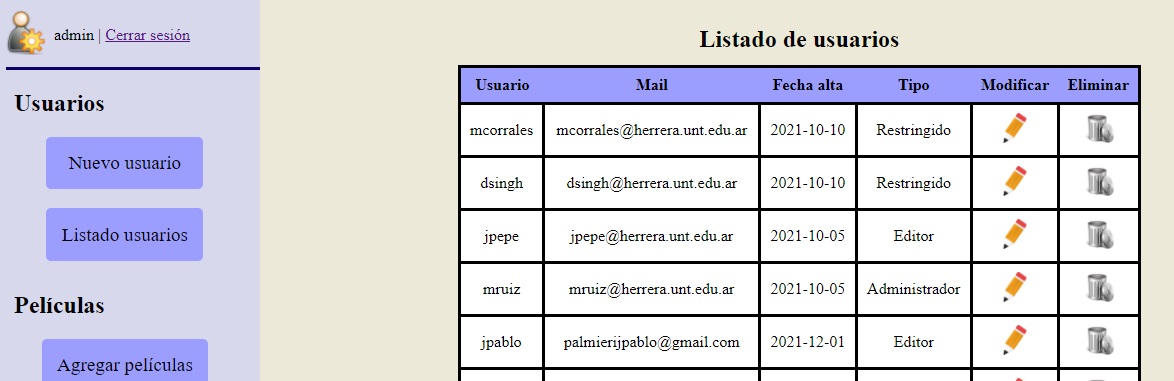 admin | Cerrar sesión
Usuarios
Nuevo usuario
Listado usuarios
Películas
Agregar películas
Listado de usuarios
Usuario Mail Fecha alta Tipo Modificar Eliminar
mcorrales mcorrales@herrera.unt.edu.ar 2021-10-10 Restringido
dsingh dsingh@herrera.unt.edu.ar 2021-10-10 Restringido
jpepe jpepe@herrera.unt.edu.ar 2021-10-05 Editor
mruiz mruiz@herrera.unt.edu.ar 2021-10-05 Administrador
jpablo palmierijpablo@gmail.com 2021-12-01 Editor